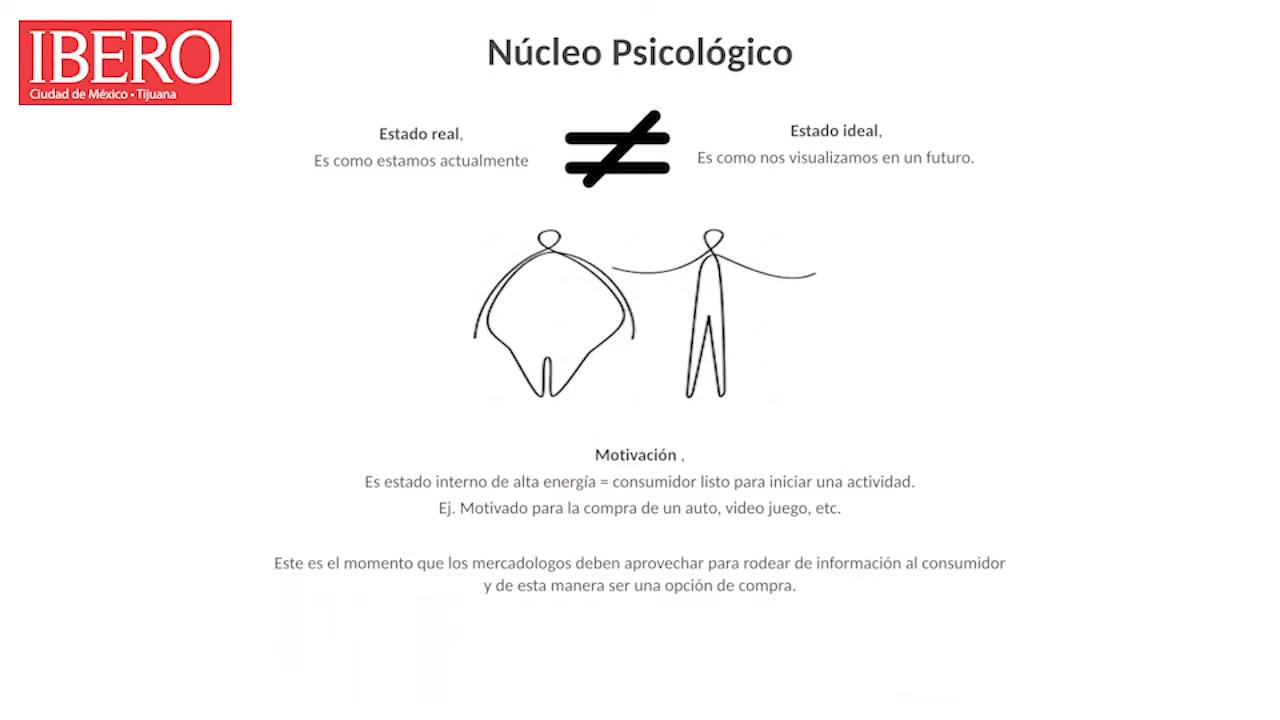 IBERO
Ciudad de México • Tijuana
Núcleo Psicológico
Estado real,
Es como estamos actualmente
Estado ideal,
Es como nos visualizamos en un futuro.
Motivación ,
Es estado interno de alta energía = consumidor listo para iniciar una actividad.
Ej. Motivado para la compra de un auto, video juego, etc.
Este es el momento que los mercadologos deben aprovechar para rodear de información al consumidor
y de esta manera ser una opción de compra.